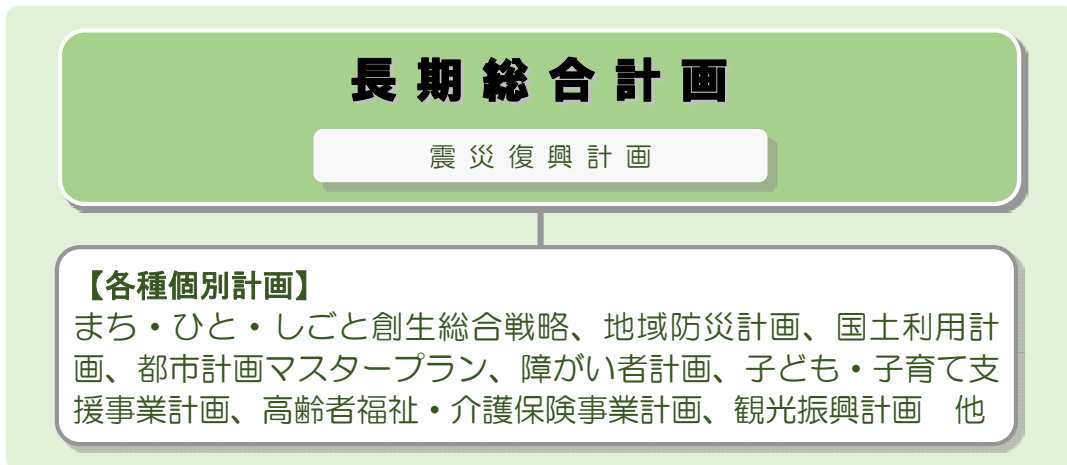 長期総合計画
震災復興計画
【各種個別計画】
まち・ひと・しごと創生総合戦略、地域防災計画、国土利用計
画、都市計画マスタープラン、障がい者計画、子ども・子育て支
援事業計画、高齢者福祉・介護保険事業計画、観光振興計画　他